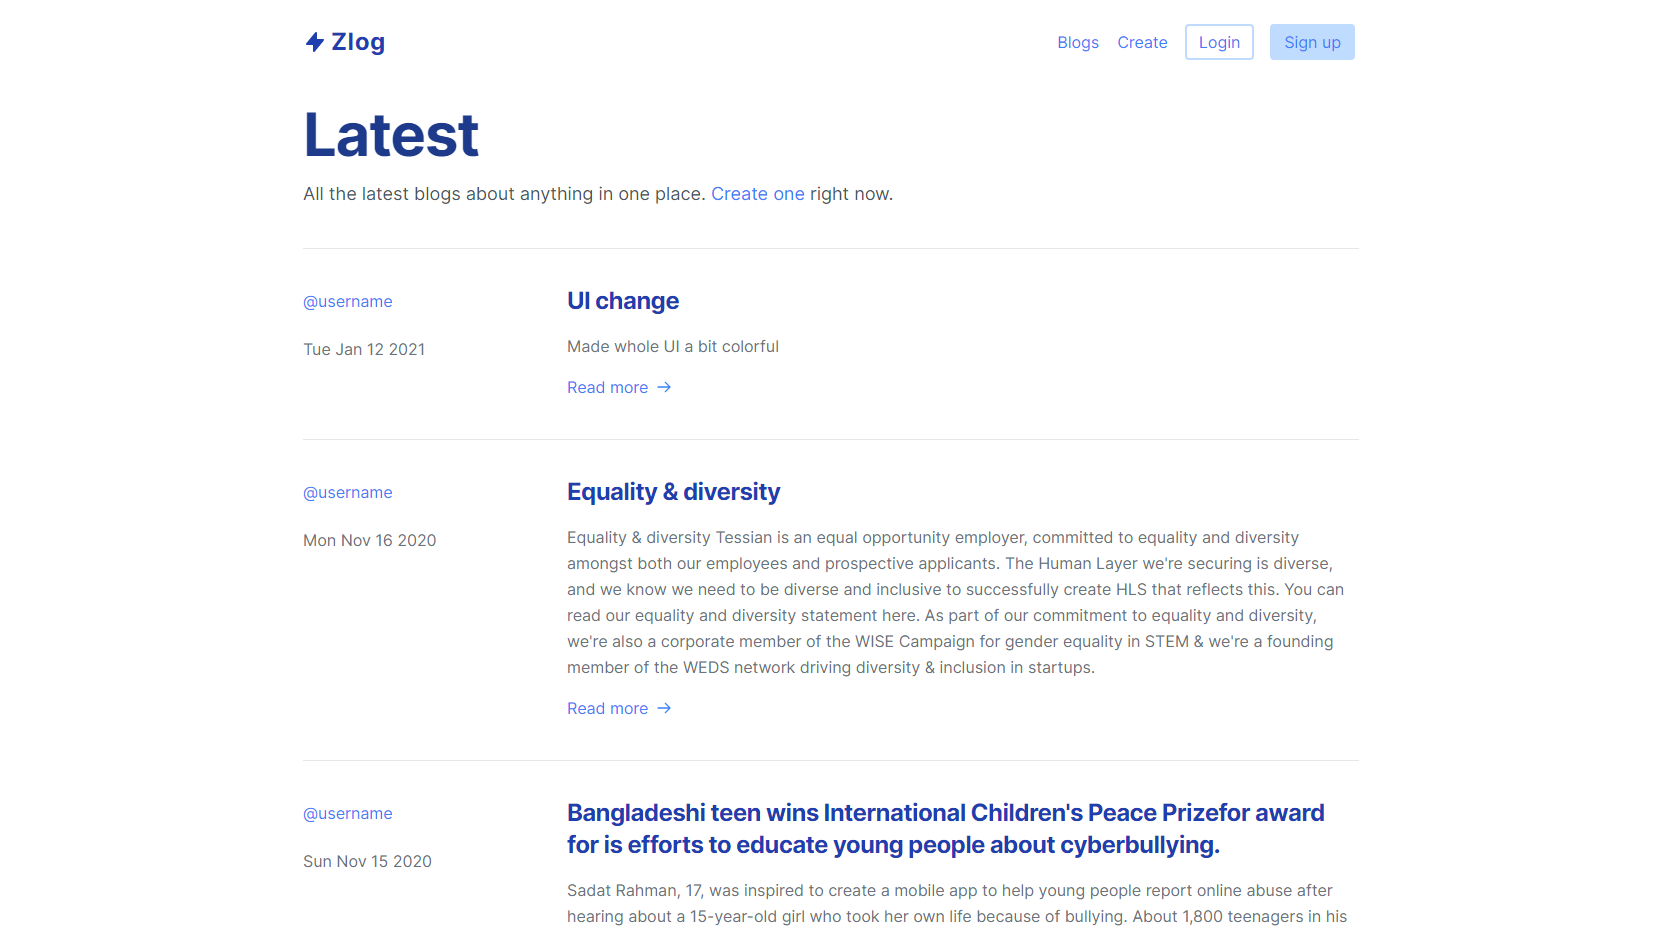 Zlog
Blogs Create Login Sign up
Latest
All the latest blogs about anything in one place. Create one right now.
@username
Tue Jan 12 2021
UI change
Made whole UI a bit colorful
Read more →
@username
Mon Nov 16 2020
Equality & diversity
Equality & diversity Tessian is an equal opportunity employer, committed to equality and diversity
amongst both our employees and prospective applicants. The Human Layer we're securing is diverse,
and we know we need to be diverse and inclusive to successfully create HLS that reflects this. You can
read our equality and diversity statement here. As part of our commitment to equality and diversity,
we're also a corporate member of the WISE Campaign for gender equality in STEM & we're a founding
member of the WEDS network driving diversity & inclusion in startups.
Read more →
@username
Sun Nov 15 2020
Bangladeshi teen wins International Children's Peace Prizefor award
for is efforts to educate young people about cyberbullying.
Sadat Rahman, 17, was inspired to create a mobile app to help young people report online abuse after
hearing about a 15-year-old girl who took her own life because of bullying. About 1,800 teenagers in his